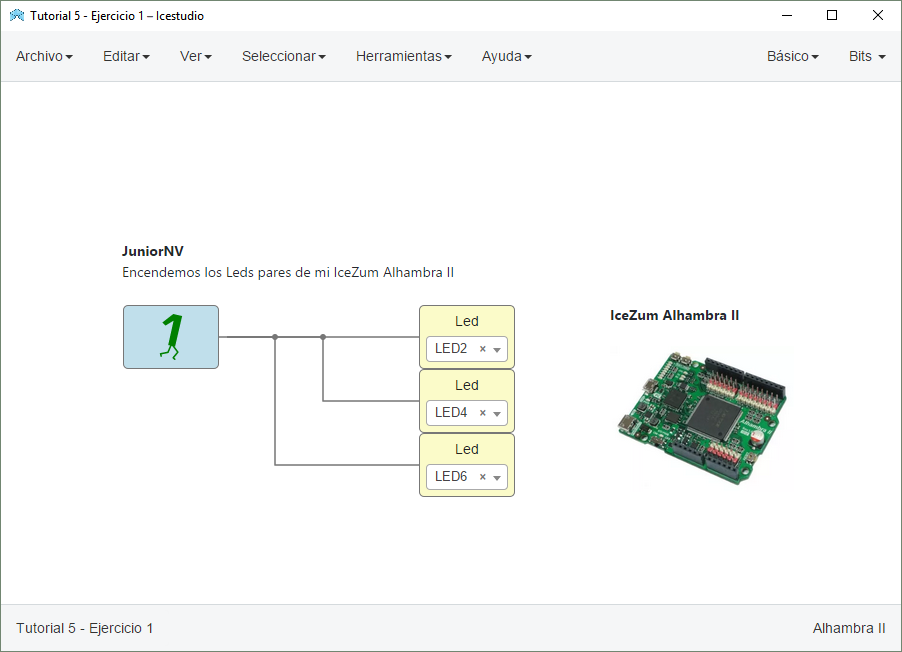 Tutorial 5 - Ejercicio 1 – Icestudio
Archivo Editar Ver Seleccionar Herramientas Ayuda Básico Bits
JuniorNV
Encendemos los Leds pares de mi IceZum Alhambra II
1
Led
LED2 ×
Led
LED4 ×
Led
LED6 ×
IceZum Alhambra II
Tutorial 5 - Ejercicio 1
Alhambra II